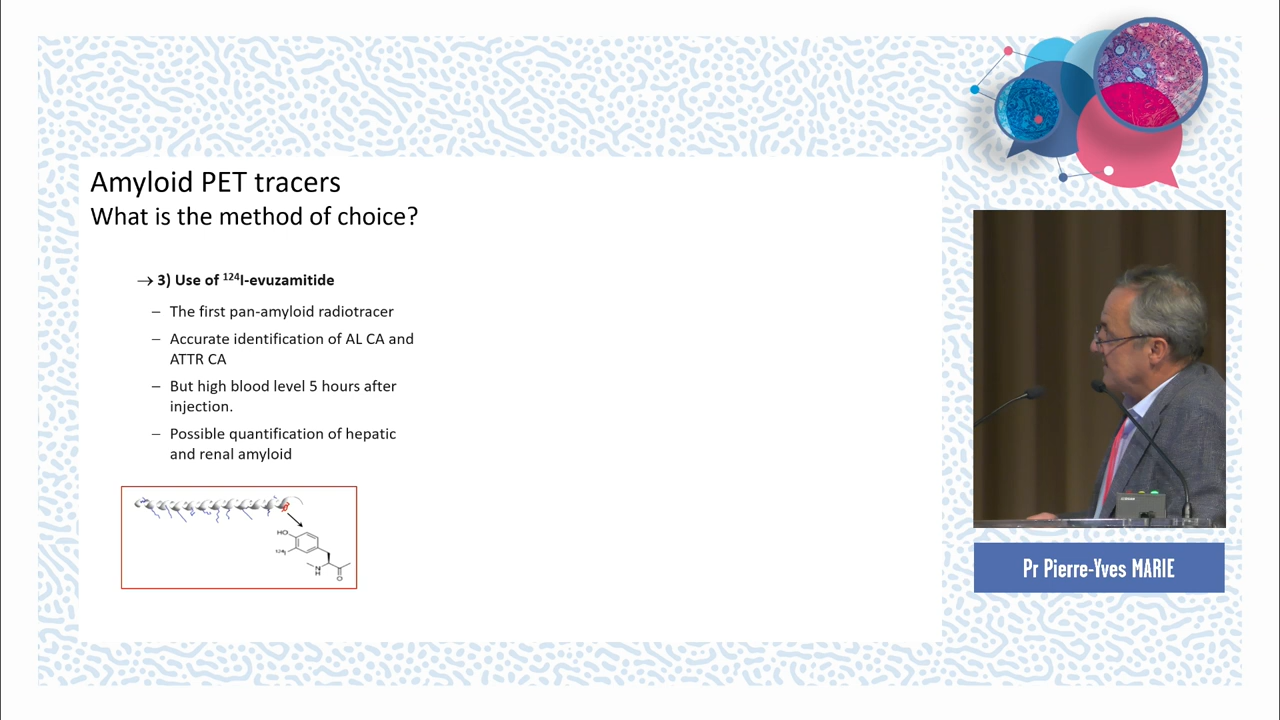 Amyloid PET tracers
What is the method of choice?
→ 3) Use of ¹²⁴I-evuzamitide
– The first pan-amyloid radiotracer
– Accurate identification of AL CA and
ATTR CA
– But high blood level 5 hours after
injection.
– Possible quantification of hepatic
and renal amyloid
HO
N
H
O
Pr Pierre-Yves MARIE